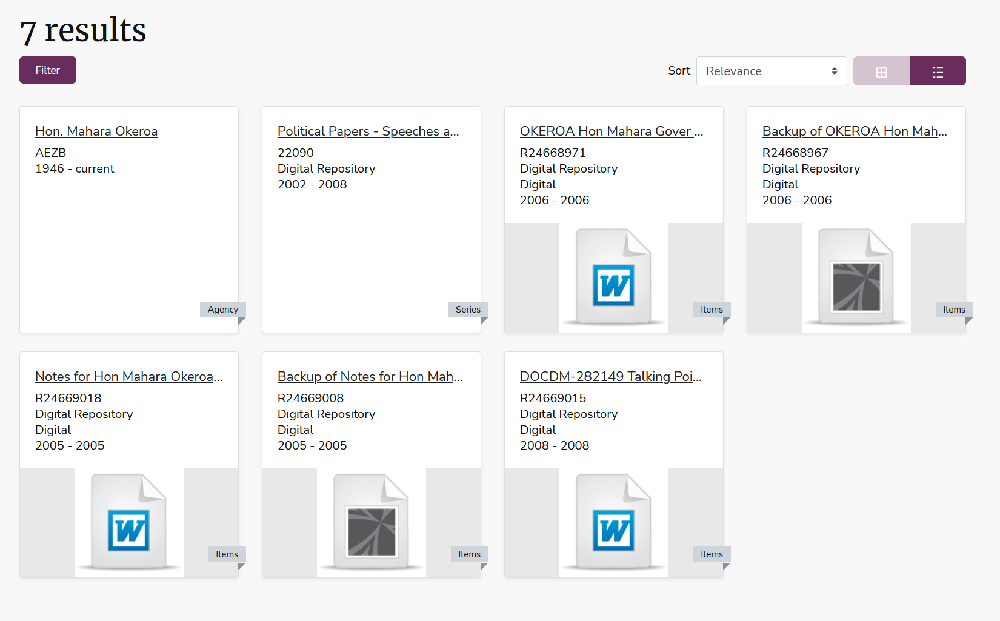 7 results
Filter
Sort Relevance
Hon. Mahara Okeroa
AEZB
1946 - current
Agency
Political Papers - Speeches a...
22090
Digital Repository
2002 - 2008
Series
OKEROA Hon Mahara Gover ...
R24668971
Digital Repository
Digital
2006 - 2006
W
Items
Backup of OKEROA Hon Mah...
R24668967
Digital Repository
Digital
2006 - 2006
Items
Notes for Hon Mahara Okeroa...
R24669018
Digital Repository
Digital
2005 - 2005
W
Items
Backup of Notes for Hon Mah...
R24669008
Digital Repository
Digital
2005 - 2005
Items
DOCDM-282149 Talking Poi...
R24669015
Digital Repository
Digital
2008 - 2008
W
Items